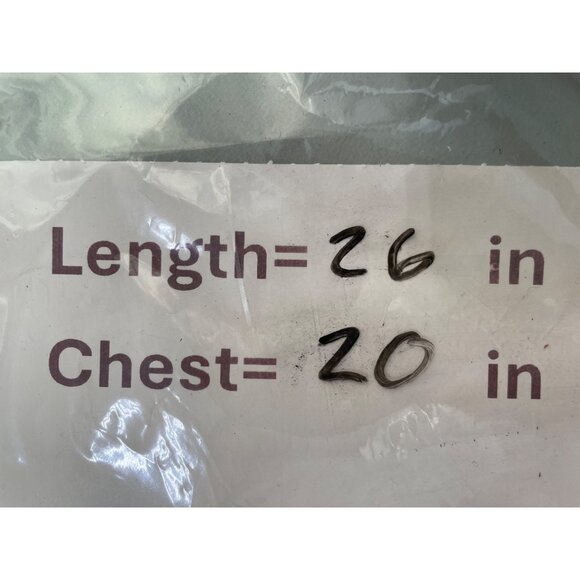 Length= 26 in
Chest= 20 in